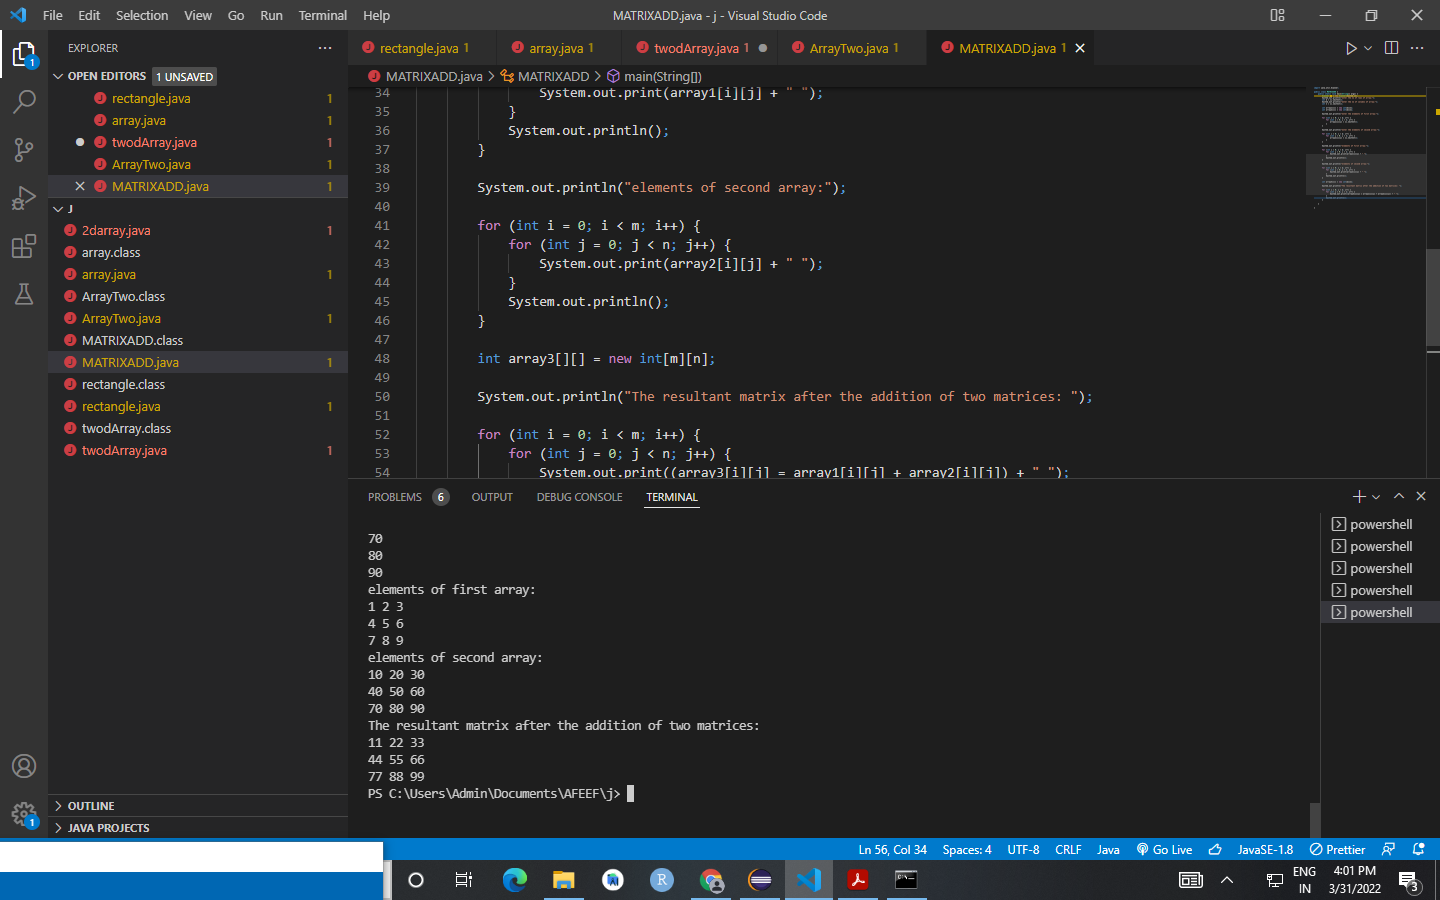 File Edit Selection View Go Run Terminal Help MATRIXADD.java - j - Visual Studio Code
EXPLORER
OPEN EDITORS 1 UNSAVED
rectangle.java 1
array.java 1
twodArray.java 1
ArrayTwo.java 1
MATRIXADD.java 1
J
2darray.java 1
array.class
array.java 1
ArrayTwo.class
ArrayTwo.java 1
MATRIXADD.class
MATRIXADD.java 1
rectangle.class
rectangle.java 1
twodArray.class
twodArray.java 1
OUTLINE
JAVA PROJECTS
rectangle.java 1 array.java 1 twodArray.java 1 ArrayTwo.java 1 MATRIXADD.java 1
MATRIXADD.java > MATRIXADD > main(String[])
34 System.out.print(array1[i][j] + " ");
35 }
36 System.out.println();
37 }
38
39 System.out.println("elements of second array:");
40
41 for (int i = 0; i < m; i++) {
42 for (int j = 0; j < n; j++) {
43 System.out.print(array2[i][j] + " ");
44 }
45 System.out.println();
46 }
47
48 int array3[][] = new int[m][n];
49
50 System.out.println("The resultant matrix after the addition of two matrices: ");
51
52 for (int i = 0; i < m; i++) {
53 for (int j = 0; j < n; j++) {
54 System.out.print((array3[i][j] = array1[i][j] + array2[i][j]) + " ");
PROBLEMS 6 OUTPUT DEBUG CONSOLE TERMINAL
70
80
90
elements of first array:
1 2 3
4 5 6
7 8 9
elements of second array:
10 20 30
40 50 60
70 80 90
The resultant matrix after the addition of two matrices:
11 22 33
44 55 66
77 88 99
PS C:\Users\Admin\Documents\AFEEF\j>
powershell
powershell
powershell
powershell
powershell
1
1
Ln 56, Col 34 Spaces: 4 UTF-8 CRLF Java Go Live JavaSE-1.8 Prettier
R
ENG
IN
4:01 PM
3/31/2022
3